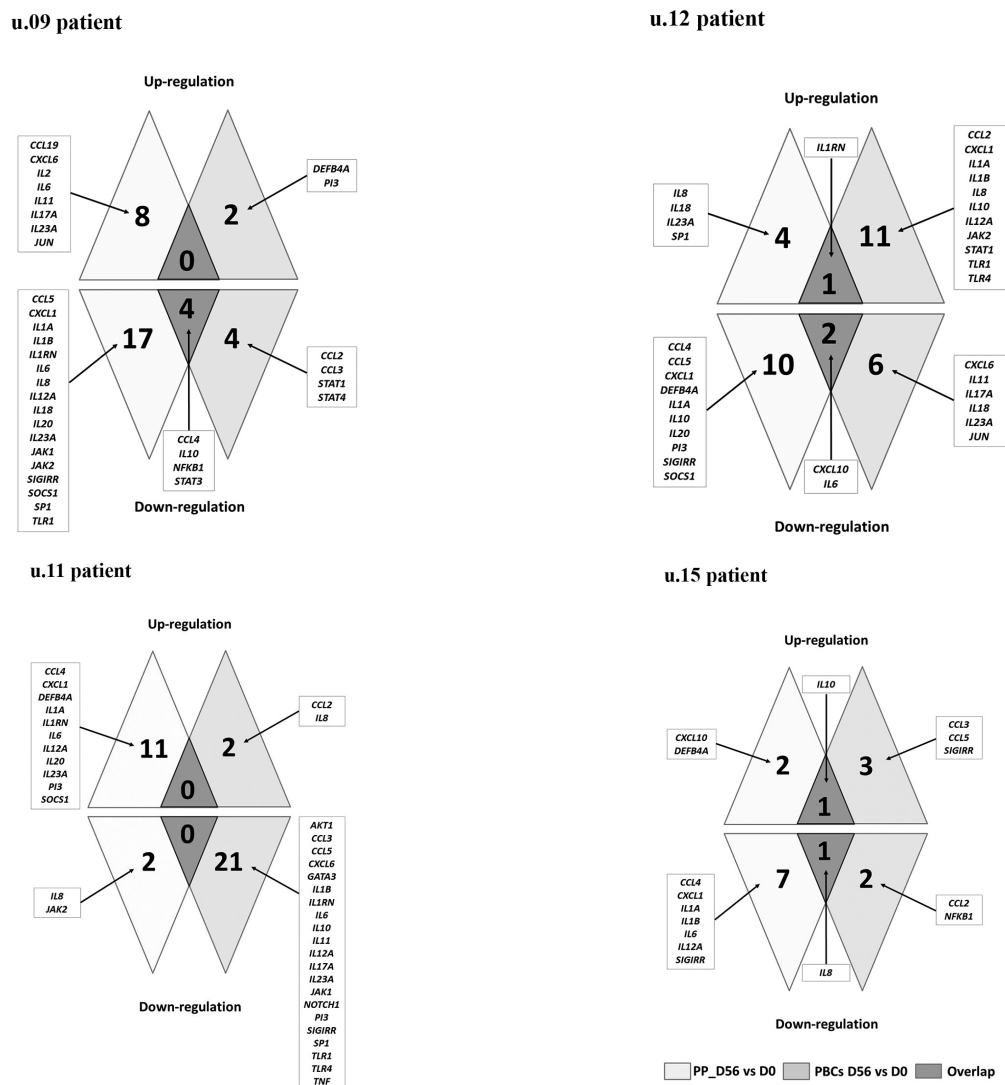 u.09 patient
Up-regulation
CCL19
CXCL6
IL2
IL6
IL11
IL17A
IL23A
JUN
8
2
DEFB4A
PI3
0
CCL5
CXCL1
IL1A
IL1B
IL1RN
IL6
IL8
IL12A
IL18
IL20
IL23A
JAK1
JAK2
SIGIRR
SOCS1
SP1
TLR1
17
4
4
CCL2
CCL3
STAT1
STAT4
CCL4
IL10
NFKB1
STAT3
Down-regulation
u.12 patient
Up-regulation
IL1RN
IL8
IL18
IL23A
SP1
4
11
CCL2
CXCL1
IL1A
IL1B
IL8
IL10
IL12A
JAK2
STAT1
TLR1
TLR4
1
CCL4
CCL5
CXCL1
DEFB4A
IL1A
IL10
IL20
PI3
SIGIRR
SOCS1
10
2
6
CXCL6
IL11
IL17A
IL18
IL23A
JUN
CXCL10
IL6
Down-regulation
u.11 patient
Up-regulation
CCL4
CXCL1
DEFB4A
IL1A
IL1RN
IL6
IL12A
IL20
IL23A
PI3
SOCS1
11
2
CCL2
IL8
0
IL8
JAK2
2
0
21
AKT1
CCL3
CCL5
CXCL6
GATA3
IL1B
IL1RN
IL6
IL10
IL11
IL12A
IL17A
IL23A
JAK1
NOTCH1
PI3
SIGIRR
SP1
TLR1
TLR4
TNF
Down-regulation
u.15 patient
Up-regulation
IL10
CXCL10
DEFB4A
2
3
CCL3
CCL5
SIGIRR
1
CCL4
CXCL1
IL1A
IL1B
IL6
IL12A
SIGIRR
7
1
2
CCL2
NFKB1
IL8
Down-regulation
PP_D56 vs D0 PBCs D56 vs D0 Overlap